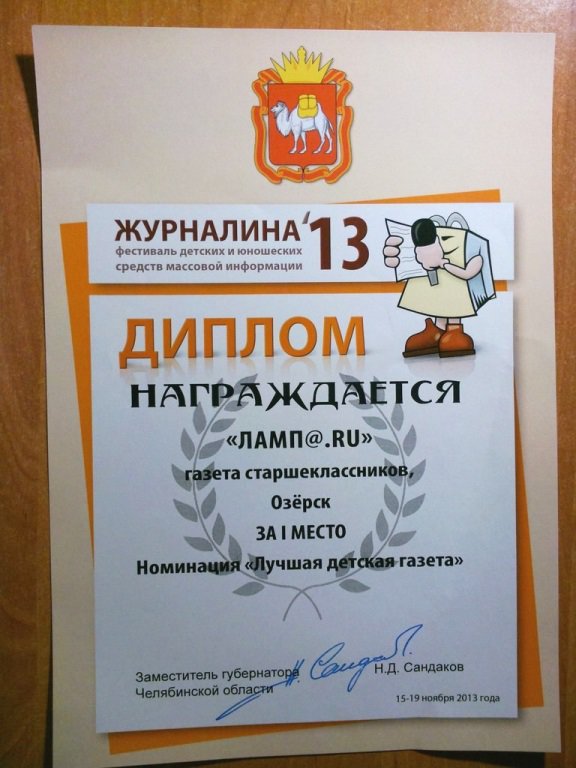 ЖУРНАЛИНА'13
фестиваль детских и юношеских
средств массовой информации
ДИПЛОМ
НАГРАЖДАЕТСЯ
«ЛАМП@.RU»
газета старшеклассников,
Озёрск
ЗА I МЕСТО
Номинация «Лучшая детская газета»
Заместитель губернатора
Челябинской области
Н.Д. Сандаков
15-19 ноября 2013 года